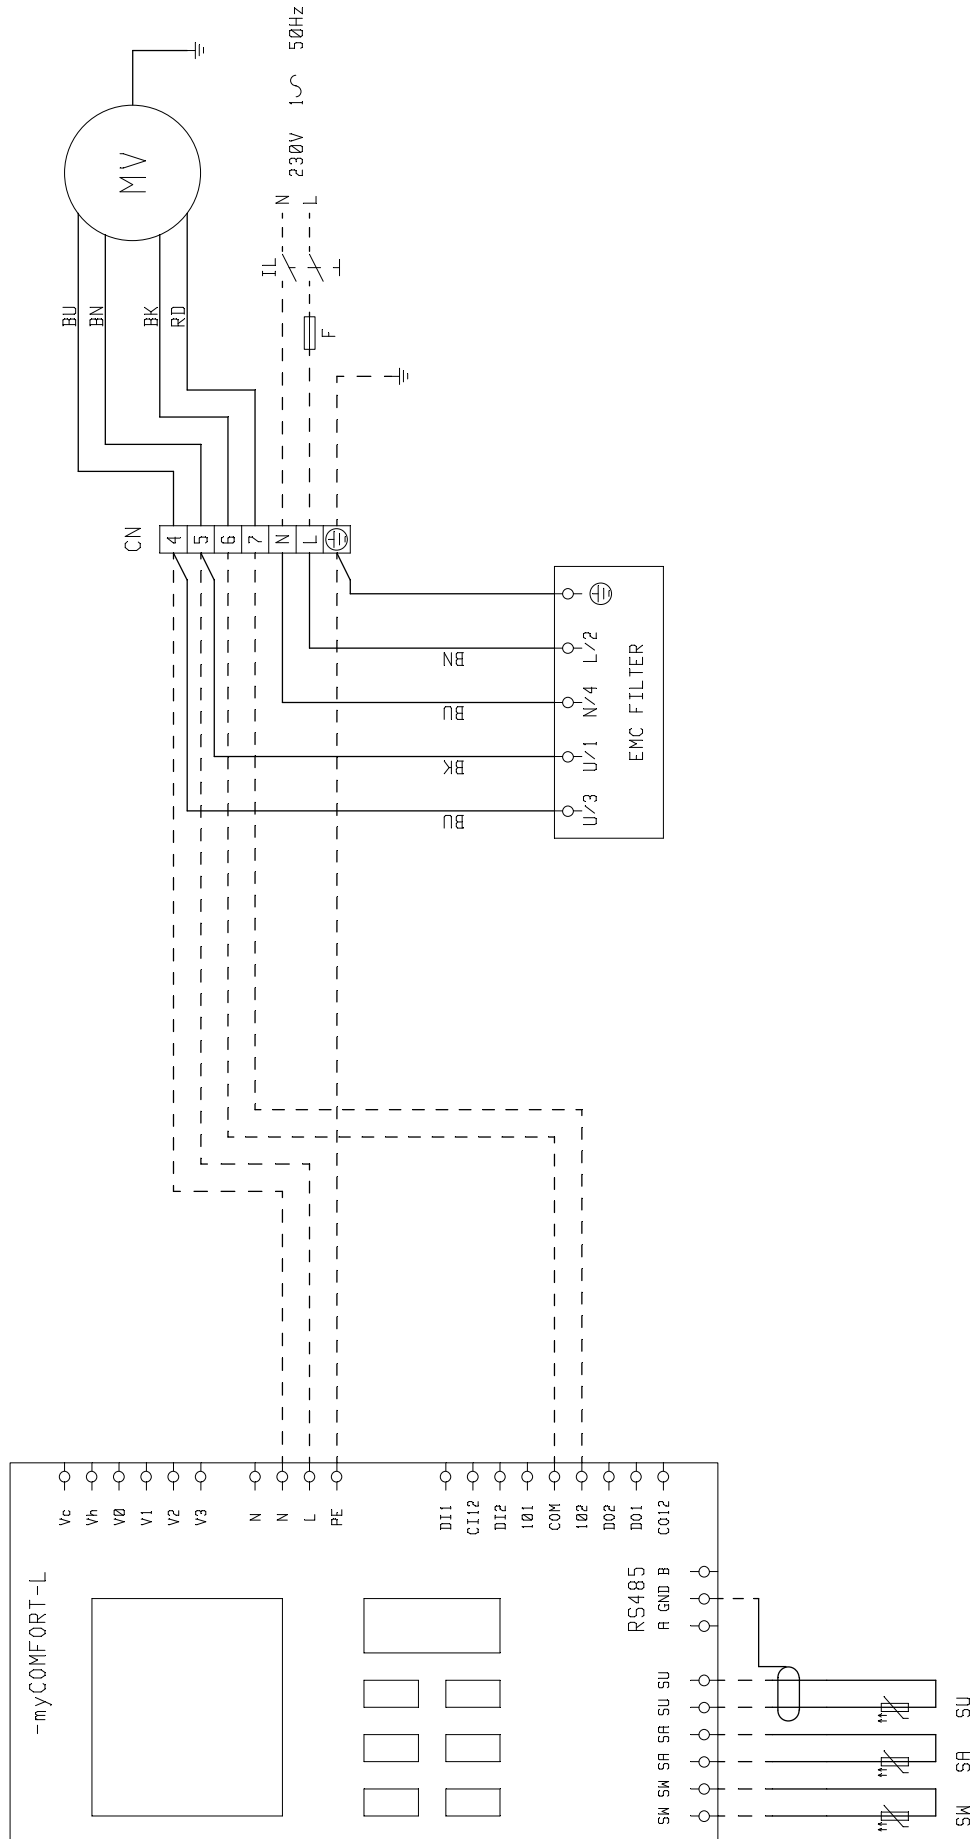 MV
230V 1∿ 50Hz
N
L
IL
F
BU
BN
BK
RD
CN
4
5
6
7
N
L
BN
BU
BK
BU
L/2
N/4
U/1
U/3
EMC FILTER
-myCOMFORT-L
Vc
Vh
V0
V1
V2
V3
N
N
L
PE
DI1
CI12
DI2
101
COM
102
DO2
DO1
CO12
RS485
A GND B
SW SW SA SA SU SU
SW
SA
SU